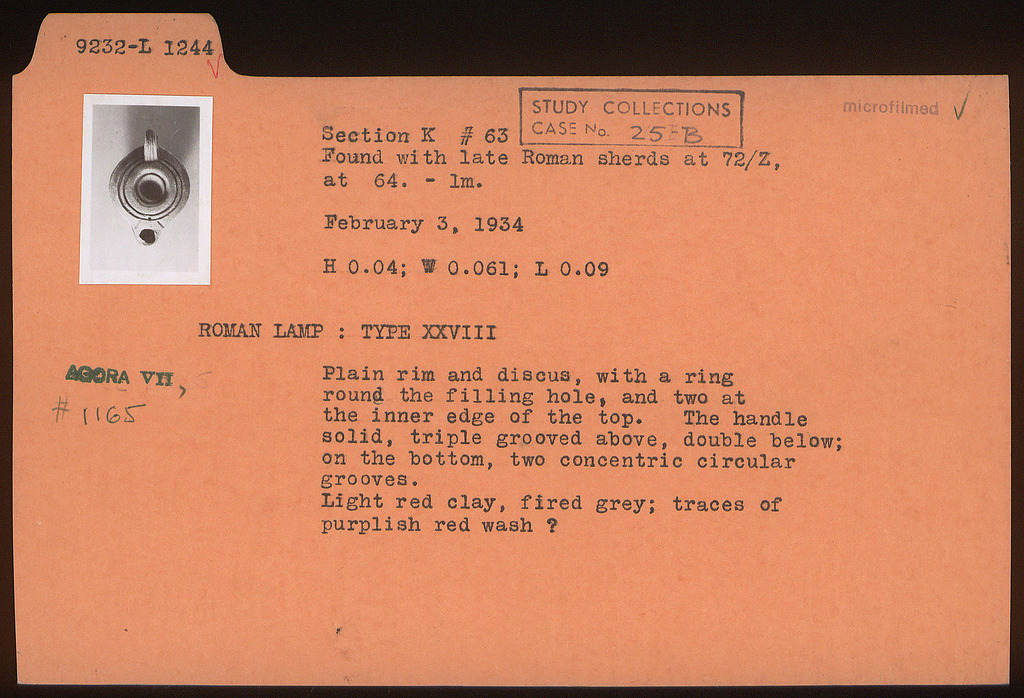 9232-L 1244
STUDY COLLECTIONS
CASE No. 25-B
microfilmed ✓
Section K # 63
Found with late Roman sherds at 72/Z,
at 64. - 1m.
February 3, 1934
H 0.04; W 0.061; L 0.09
ROMAN LAMP : TYPE XXVIII
AGORA VII,
# 1165
Plain rim and discus, with a ring
round the filling hole, and two at
the inner edge of the top. The handle
solid, triple grooved above, double below;
on the bottom, two concentric circular
grooves.
Light red clay, fired grey; traces of
purplish red wash ?